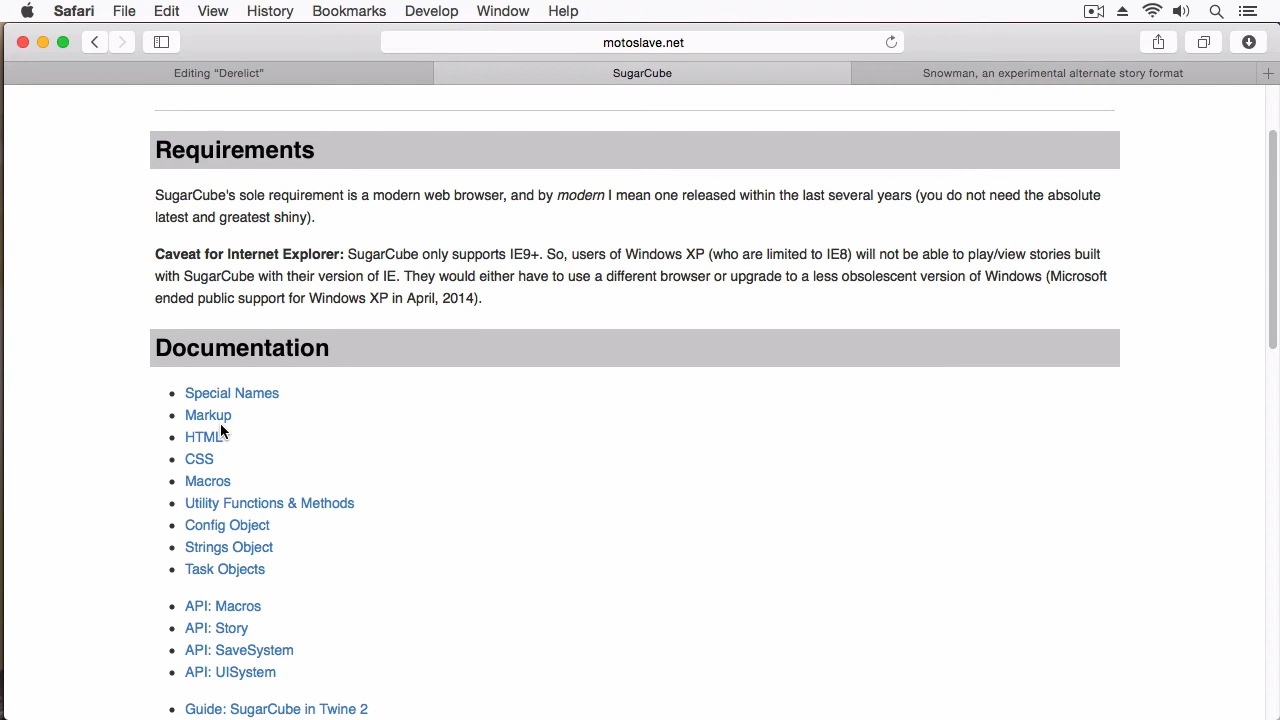 Safari File Edit View History Bookmarks Develop Window Help
motoslave.net
Editing “Derelict” SugarCube Snowman, an experimental alternate story format
Requirements
SugarCube's sole requirement is a modern web browser, and by modern I mean one released within the last several years (you do not need the absolute
latest and greatest shiny).
Caveat for Internet Explorer: SugarCube only supports IE9+. So, users of Windows XP (who are limited to IE8) will not be able to play/view stories built
with SugarCube with their version of IE. They would either have to use a different browser or upgrade to a less obsolescent version of Windows (Microsoft
ended public support for Windows XP in April, 2014).
Documentation
Special Names
Markup
HTML
CSS
Macros
Utility Functions & Methods
Config Object
Strings Object
Task Objects
API: Macros
API: Story
API: SaveSystem
API: UISystem
Guide: SugarCube in Twine 2